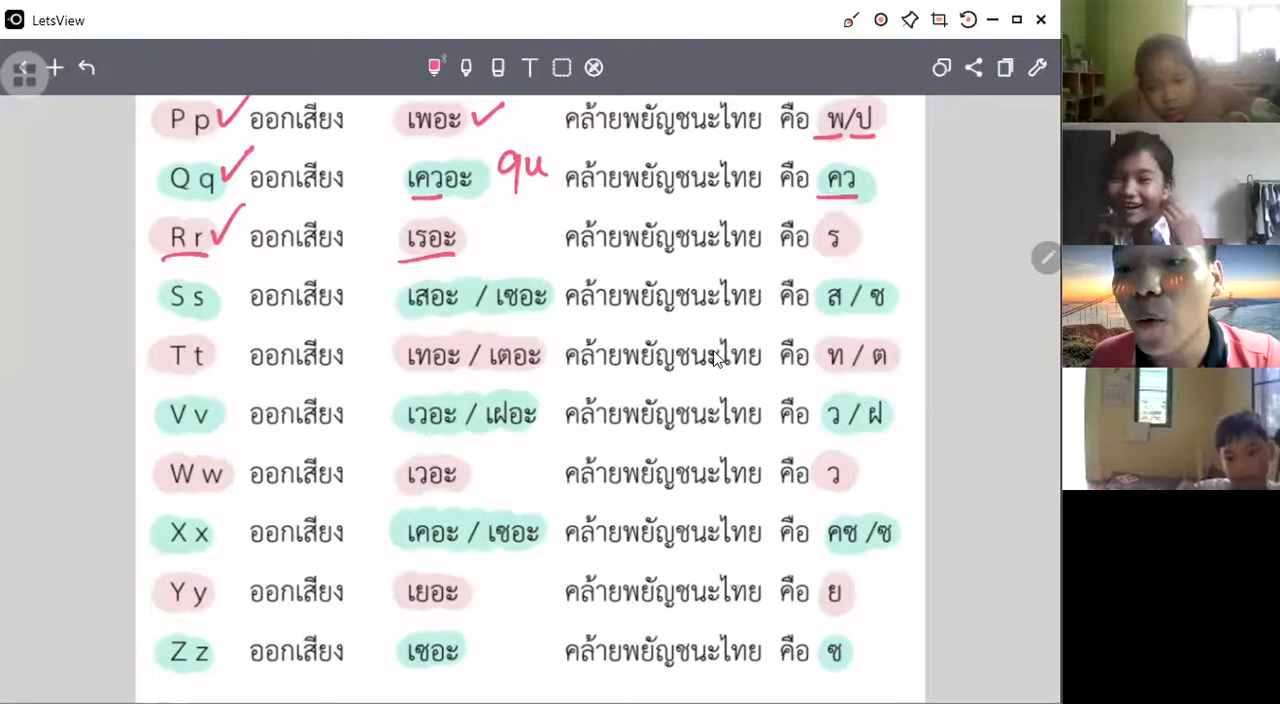 LetsView
T
P p ออกเสียง เพอะ คล้ายพยัญชนะไทย คือ พ/ป
Q q ออกเสียง เควอะ qu คล้ายพยัญชนะไทย คือ คว
R r ออกเสียง เรอะ คล้ายพยัญชนะไทย คือ ร
S s ออกเสียง เสอะ / เซอะ คล้ายพยัญชนะไทย คือ ส / ซ
T t ออกเสียง เทอะ / เตอะ คล้ายพยัญชนะไทย คือ ท / ต
V v ออกเสียง เวอะ / เฝอะ คล้ายพยัญชนะไทย คือ ว / ฝ
W w ออกเสียง เวอะ คล้ายพยัญชนะไทย คือ ว
X x ออกเสียง เคอะ / เซอะ คล้ายพยัญชนะไทย คือ คซ /ซ
Y y ออกเสียง เยอะ คล้ายพยัญชนะไทย คือ ย
Z z ออกเสียง เซอะ คล้ายพยัญชนะไทย คือ ซ